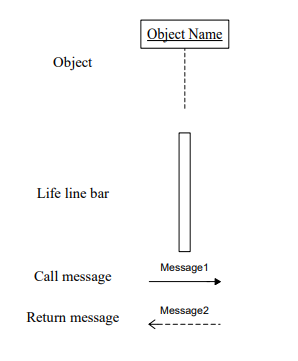 Object Name
Object
Life line bar
Message1
Call message
Message2
Return message